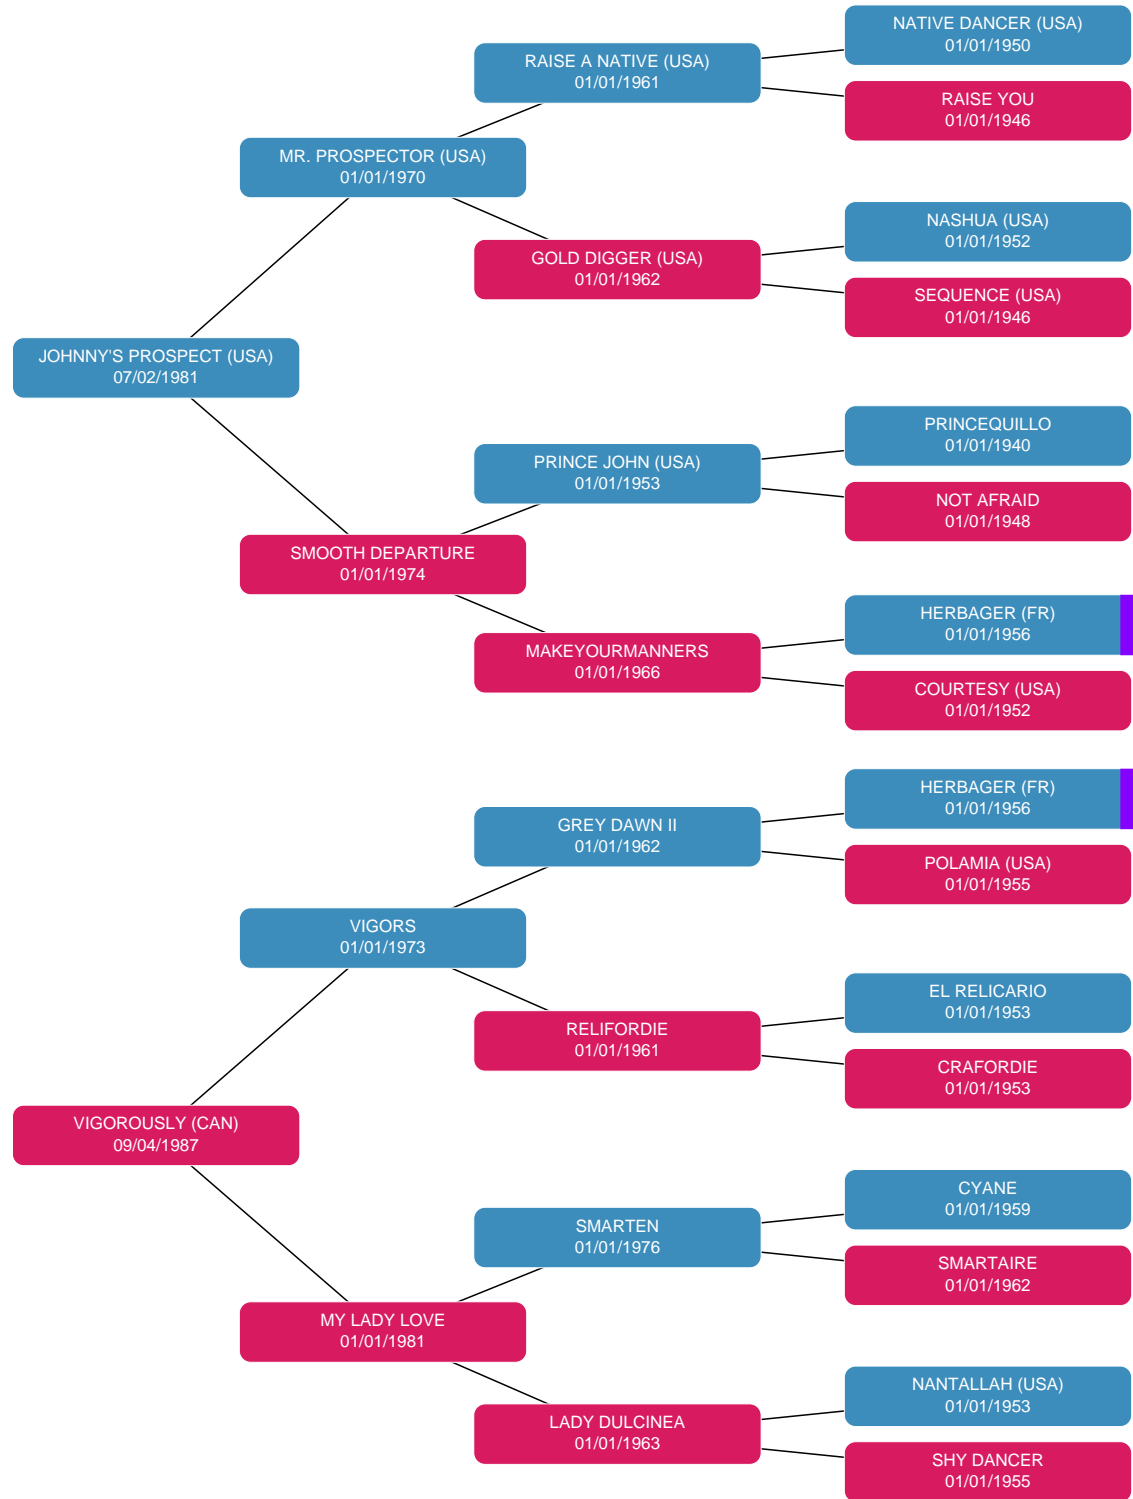 NATIVE DANCER (USA)
01/01/1950
RAISE A NATIVE (USA)
01/01/1961
RAISE YOU
01/01/1946
MR. PROSPECTOR (USA)
01/01/1970
NASHUA (USA)
01/01/1952
GOLD DIGGER (USA)
01/01/1962
SEQUENCE (USA)
01/01/1946
JOHNNY'S PROSPECT (USA)
07/02/1981
PRINCEQUILLO
01/01/1940
PRINCE JOHN (USA)
01/01/1953
NOT AFRAID
01/01/1948
SMOOTH DEPARTURE
01/01/1974
HERBAGER (FR)
01/01/1956
MAKEYOURMANNERS
01/01/1966
COURTESY (USA)
01/01/1952
HERBAGER (FR)
01/01/1956
GREY DAWN II
01/01/1962
POLAMIA (USA)
01/01/1955
VIGORS
01/01/1973
EL RELICARIO
01/01/1953
RELIFORDIE
01/01/1961
CRAFORDIE
01/01/1953
VIGOROUSLY (CAN)
09/04/1987
CYANE
01/01/1959
SMARTEN
01/01/1976
SMARTAIRE
01/01/1962
MY LADY LOVE
01/01/1981
NANTALLAH (USA)
01/01/1953
LADY DULCINEA
01/01/1963
SHY DANCER
01/01/1955